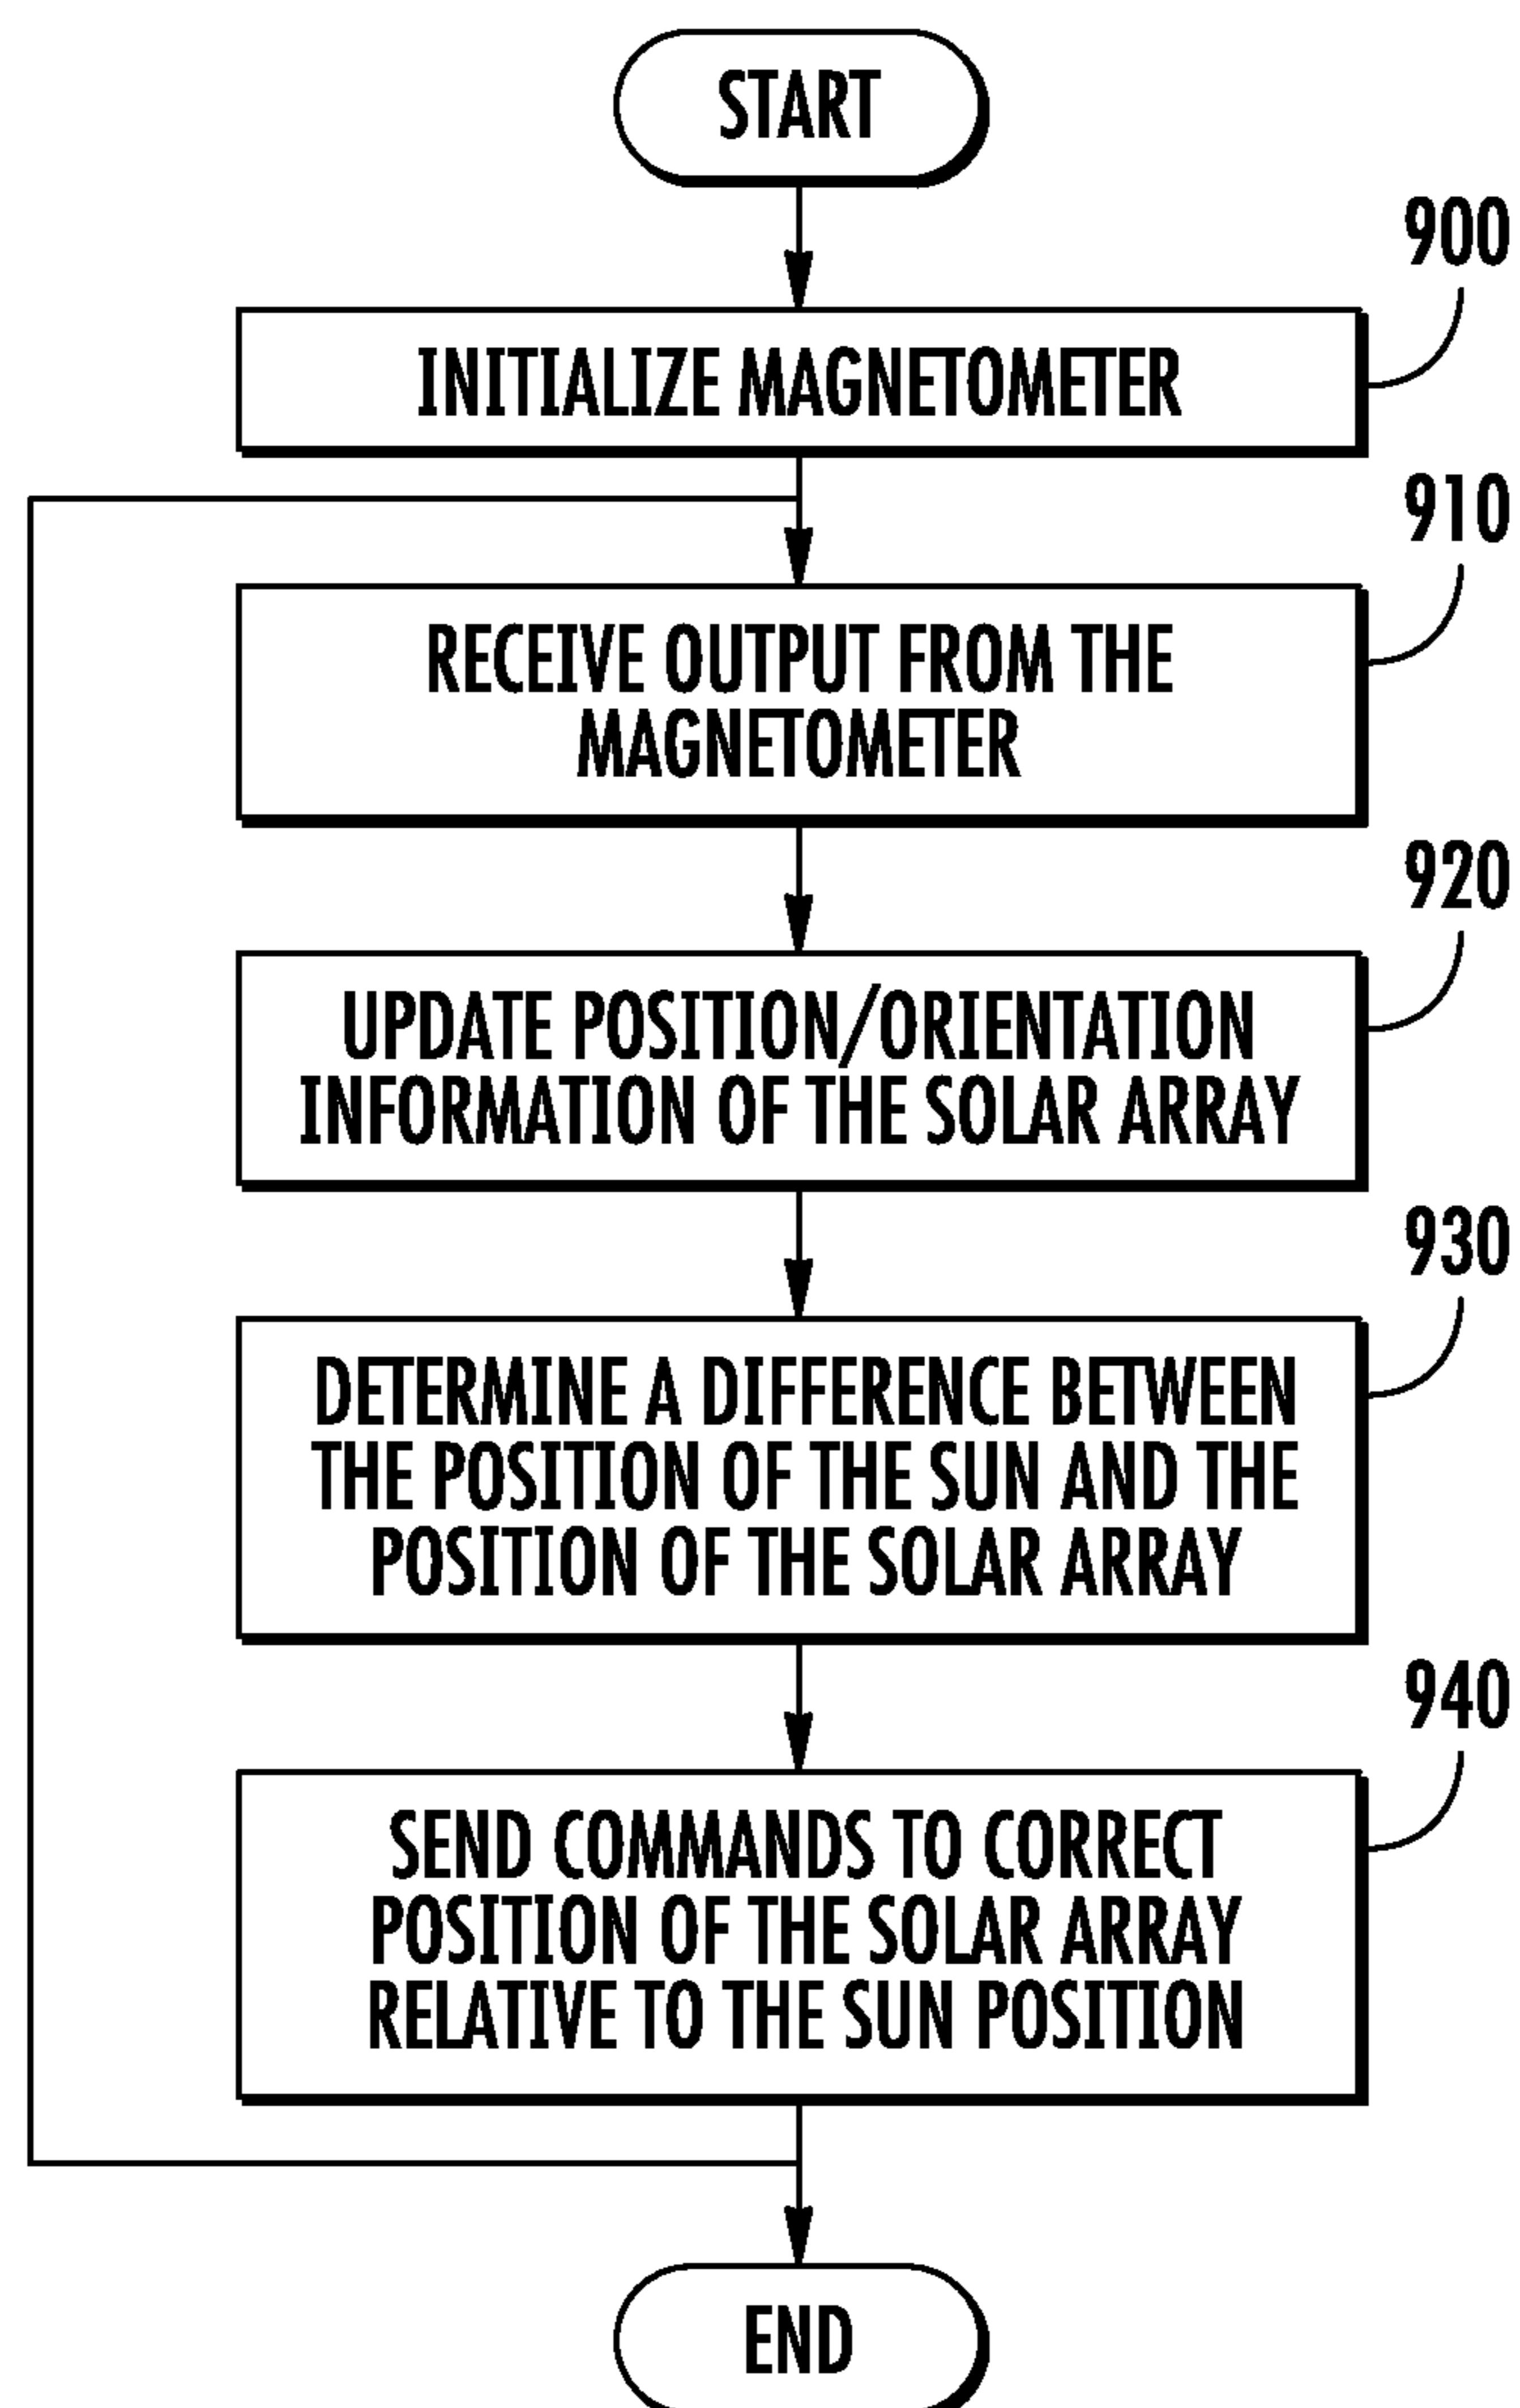 START
900
INITIALIZE MAGNETOMETER
910
RECEIVE OUTPUT FROM THE
MAGNETOMETER
920
UPDATE POSITION/ORIENTATION
INFORMATION OF THE SOLAR ARRAY
930
DETERMINE A DIFFERENCE BETWEEN
THE POSITION OF THE SUN AND THE
POSITION OF THE SOLAR ARRAY
940
SEND COMMANDS TO CORRECT
POSITION OF THE SOLAR ARRAY
RELATIVE TO THE SUN POSITION
END